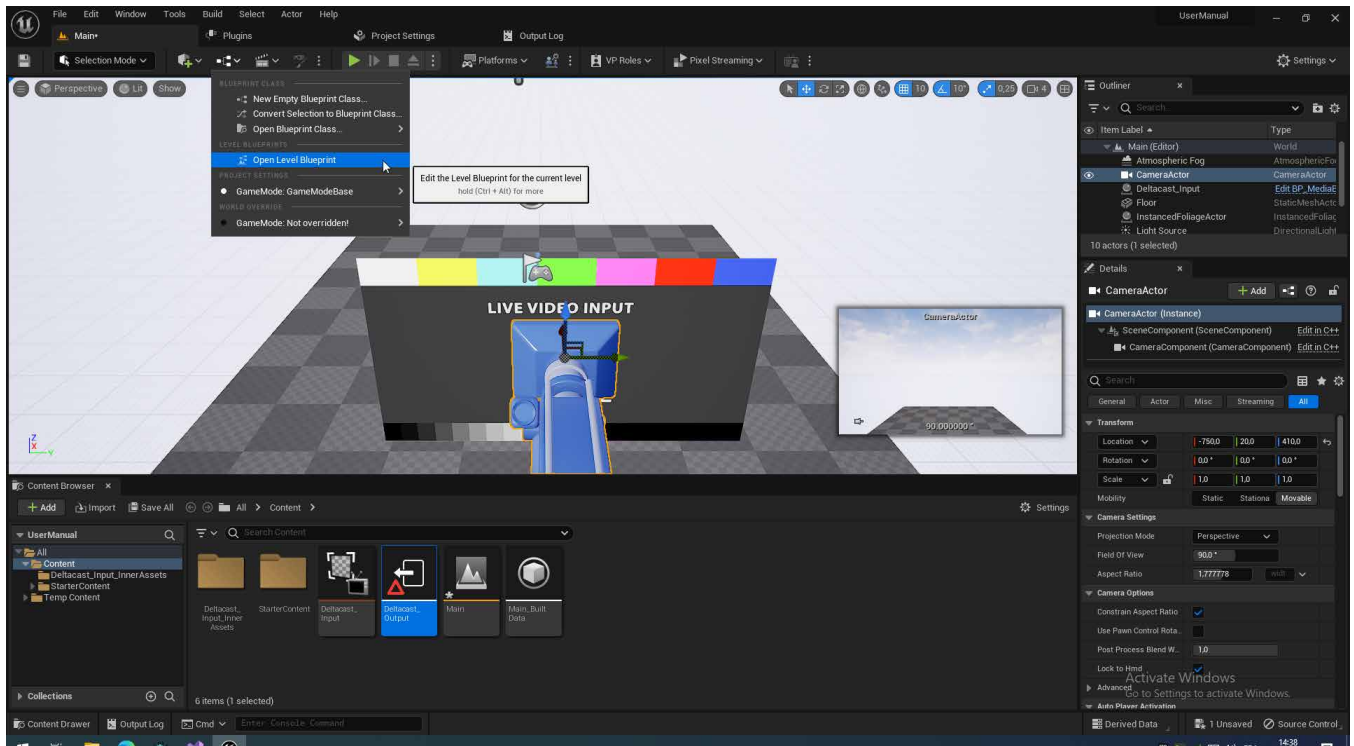 File Edit Window Tools Build Select Actor Help
UserManual
Main•
Plugins
Project Settings
Output Log
Selection Mode
Platforms
VP Roles
Pixel Streaming
Settings
Perspective
Lit
Show
10
10°
0,25
4
BLUEPRINT CLASS
New Empty Blueprint Class...
Convert Selection to Blueprint Class...
Open Blueprint Class...
LEVEL BLUEPRINTS
Open Level Blueprint
PROJECT SETTINGS
GameMode: GameModeBase
WORLD OVERRIDE
GameMode: Not overridden!
Edit the Level Blueprint for the current level
hold (Ctrl + Alt) for more
LIVE VIDEO INPUT
CameraActor
90.000000°
Z
X
Y
Outliner
Search...
Item Label
Type
Main (Editor)
World
Atmospheric Fog
AtmosphericFo
CameraActor
CameraActor
Deltacast_Input
Edit BP_MediaE
Floor
StaticMeshActo
InstancedFoliageActor
InstancedFoliag
Light Source
DirectionalLight
10 actors (1 selected)
Details
CameraActor
+ Add
CameraActor (Instance)
SceneComponent (SceneComponent)
Edit in C++
CameraComponent (CameraComponent)
Edit in C++
Search
General Actor Misc Streaming All
Transform
Location -750,0 20,0 410,0
Rotation 0,0 ° 0,0 ° 0,0 °
Scale 1,0 1,0 1,0
Mobility Static Stationa Movable
Camera Settings
Projection Mode Perspective
Field Of View 90,0 °
Aspect Ratio 1,777778
Camera Options
Constrain Aspect Ratio
Use Pawn Control Rota..
Post Process Blend W... 1,0
Lock to Hmd
Advanced
Auto Player Activation
Activate Windows
Go to Settings to activate Windows.
Content Browser
+ Add
Import
Save All
All > Content >
Settings
UserManual
All
Content
Deltacast_Input_InnerAssets
StarterContent
Temp Content
Collections
Search Content
Deltacast_
Input_Inner
Assets
StarterContent
Deltacast_
Input
Deltacast_
Output
Main
Main_Built
Data
6 items (1 selected)
Content Drawer
Output Log
Cmd
Enter Console Command
Derived Data
1 Unsaved
Source Control
14:38